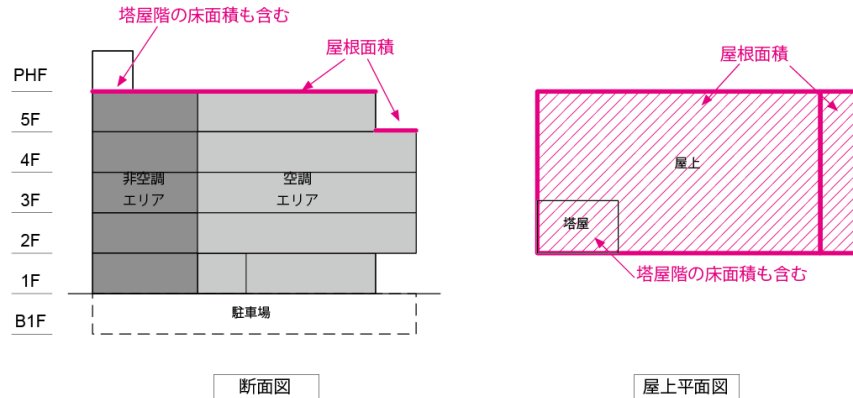 塔屋階の床面積も含む
屋根面積
PHF
5F
4F
3F
2F
1F
B1F
非空調
エリア
空調
エリア
駐車場
断面図
屋根面積
屋上
塔屋
塔屋階の床面積も含む
屋上平面図